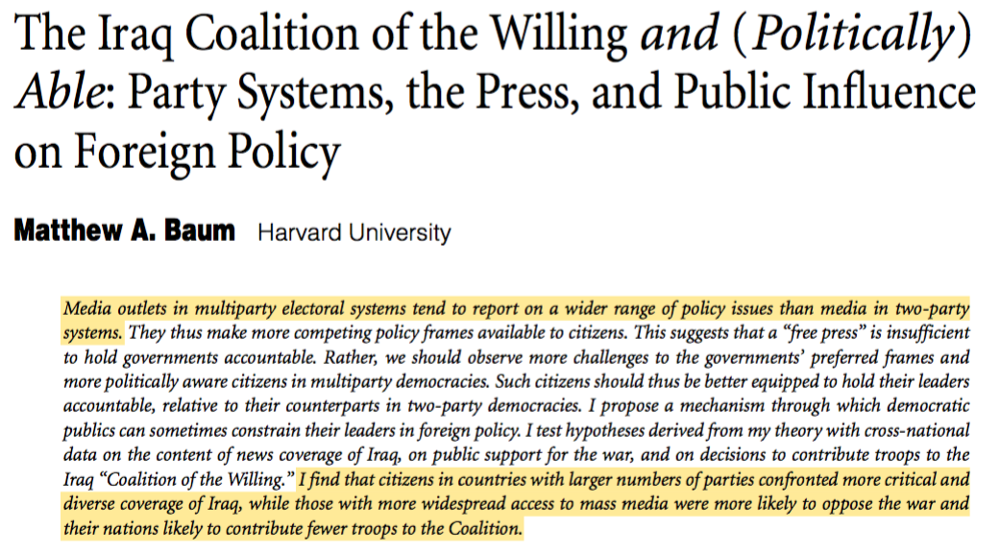 The Iraq Coalition of the Willing and (Politically)
Able: Party Systems, the Press, and Public Influence
on Foreign Policy
Matthew A. Baum Harvard University
Media outlets in multiparty electoral systems tend to report on a wider range of policy issues than media in two-party
systems. They thus make more competing policy frames available to citizens. This suggests that a “free press” is insufficient
to hold governments accountable. Rather, we should observe more challenges to the governments’ preferred frames and
more politically aware citizens in multiparty democracies. Such citizens should thus be better equipped to hold their leaders
accountable, relative to their counterparts in two-party democracies. I propose a mechanism through which democratic
publics can sometimes constrain their leaders in foreign policy. I test hypotheses derived from my theory with cross-national
data on the content of news coverage of Iraq, on public support for the war, and on decisions to contribute troops to the
Iraq “Coalition of the Willing.” I find that citizens in countries with larger numbers of parties confronted more critical and
diverse coverage of Iraq, while those with more widespread access to mass media were more likely to oppose the war and
their nations likely to contribute fewer troops to the Coalition.